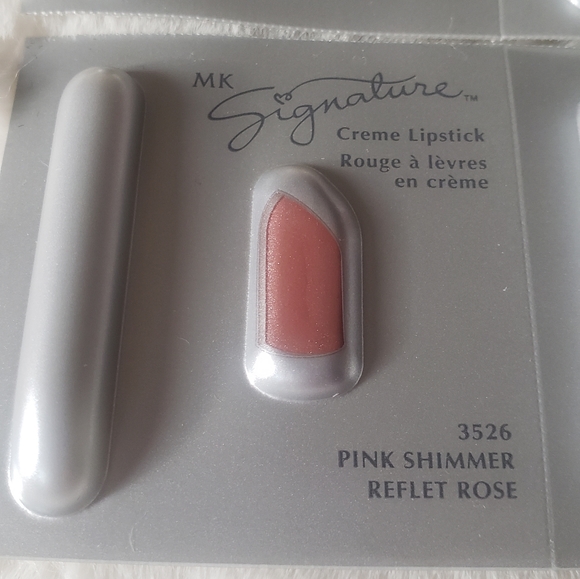 MK Signature™
Creme Lipstick
Rouge à lèvres
en crème
3526
PINK SHIMMER
REFLET ROSE